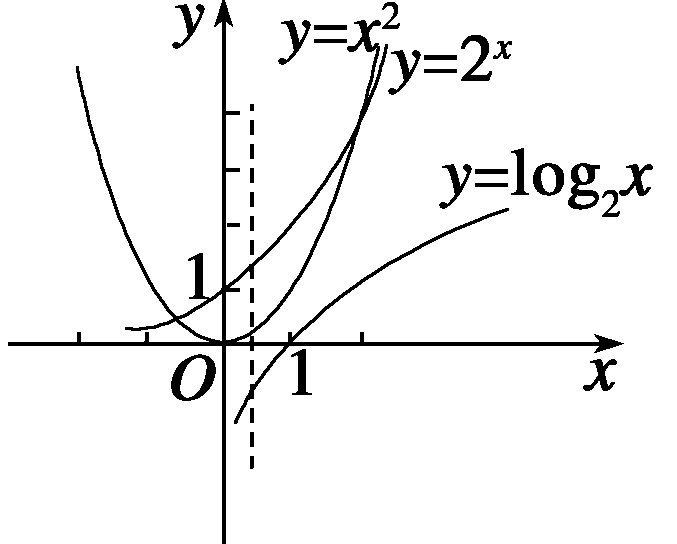 y
y=x²
y=2ˣ
y=log₂x
1
O
1
x